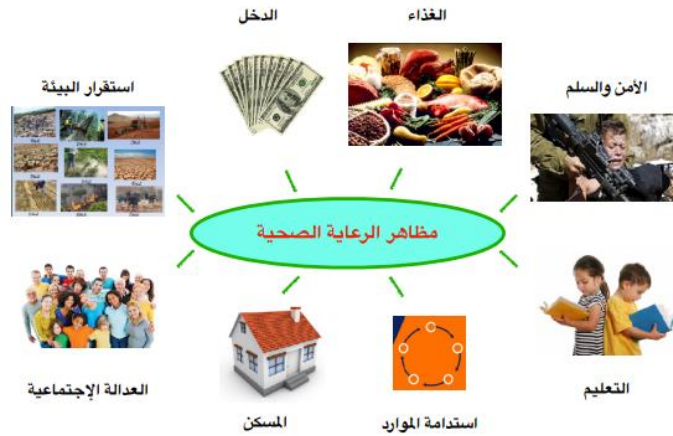 الغذاء
الدخل
الأمن والسلم
استقرار البيئة
مظاهر الرعاية الصحية
التعليم
استدامة الموارد
المسكن
العدالة الإجتماعية